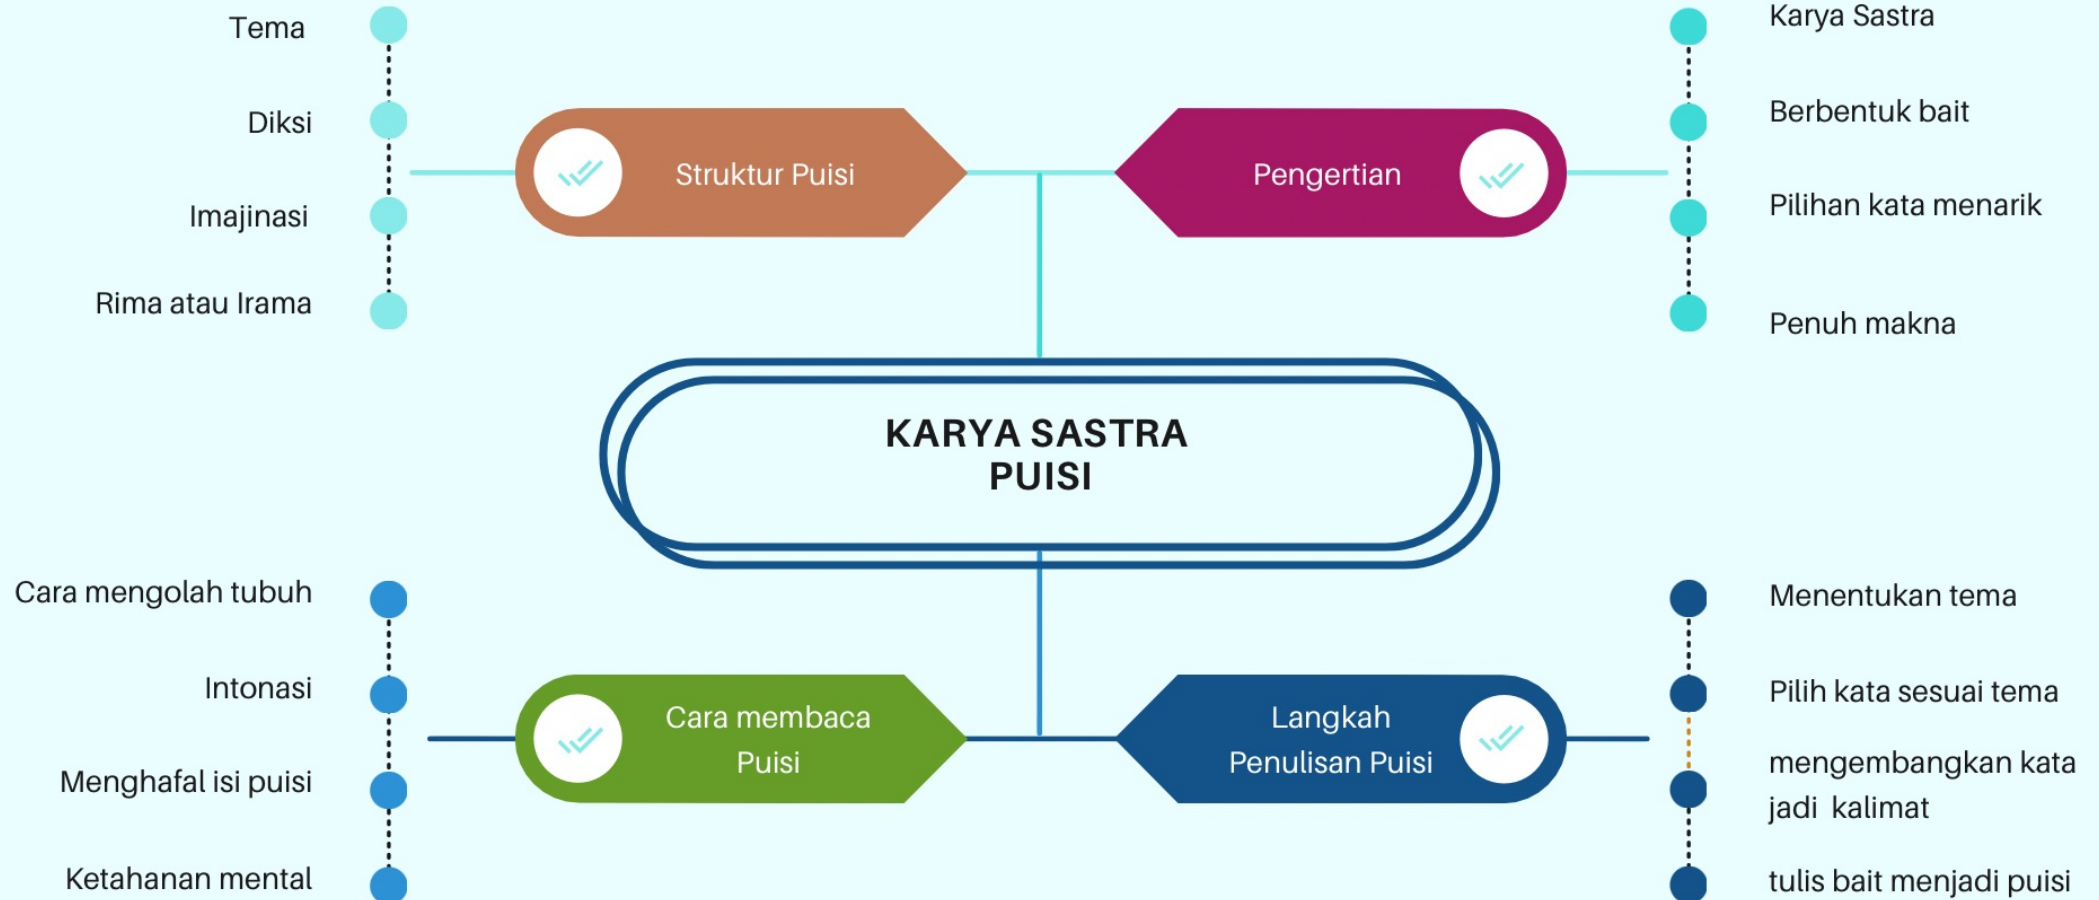 Tema
Diksi
Imajinasi
Rima atau Irama
Struktur Puisi
Pengertian
Karya Sastra
Berbentuk bait
Pilihan kata menarik
Penuh makna
KARYA SASTRA
PUISI
Cara mengolah tubuh
Intonasi
Menghafal isi puisi
Ketahanan mental
Cara membaca
Puisi
Langkah
Penulisan Puisi
Menentukan tema
Pilih kata sesuai tema
mengembangkan kata
jadi kalimat
tulis bait menjadi puisi